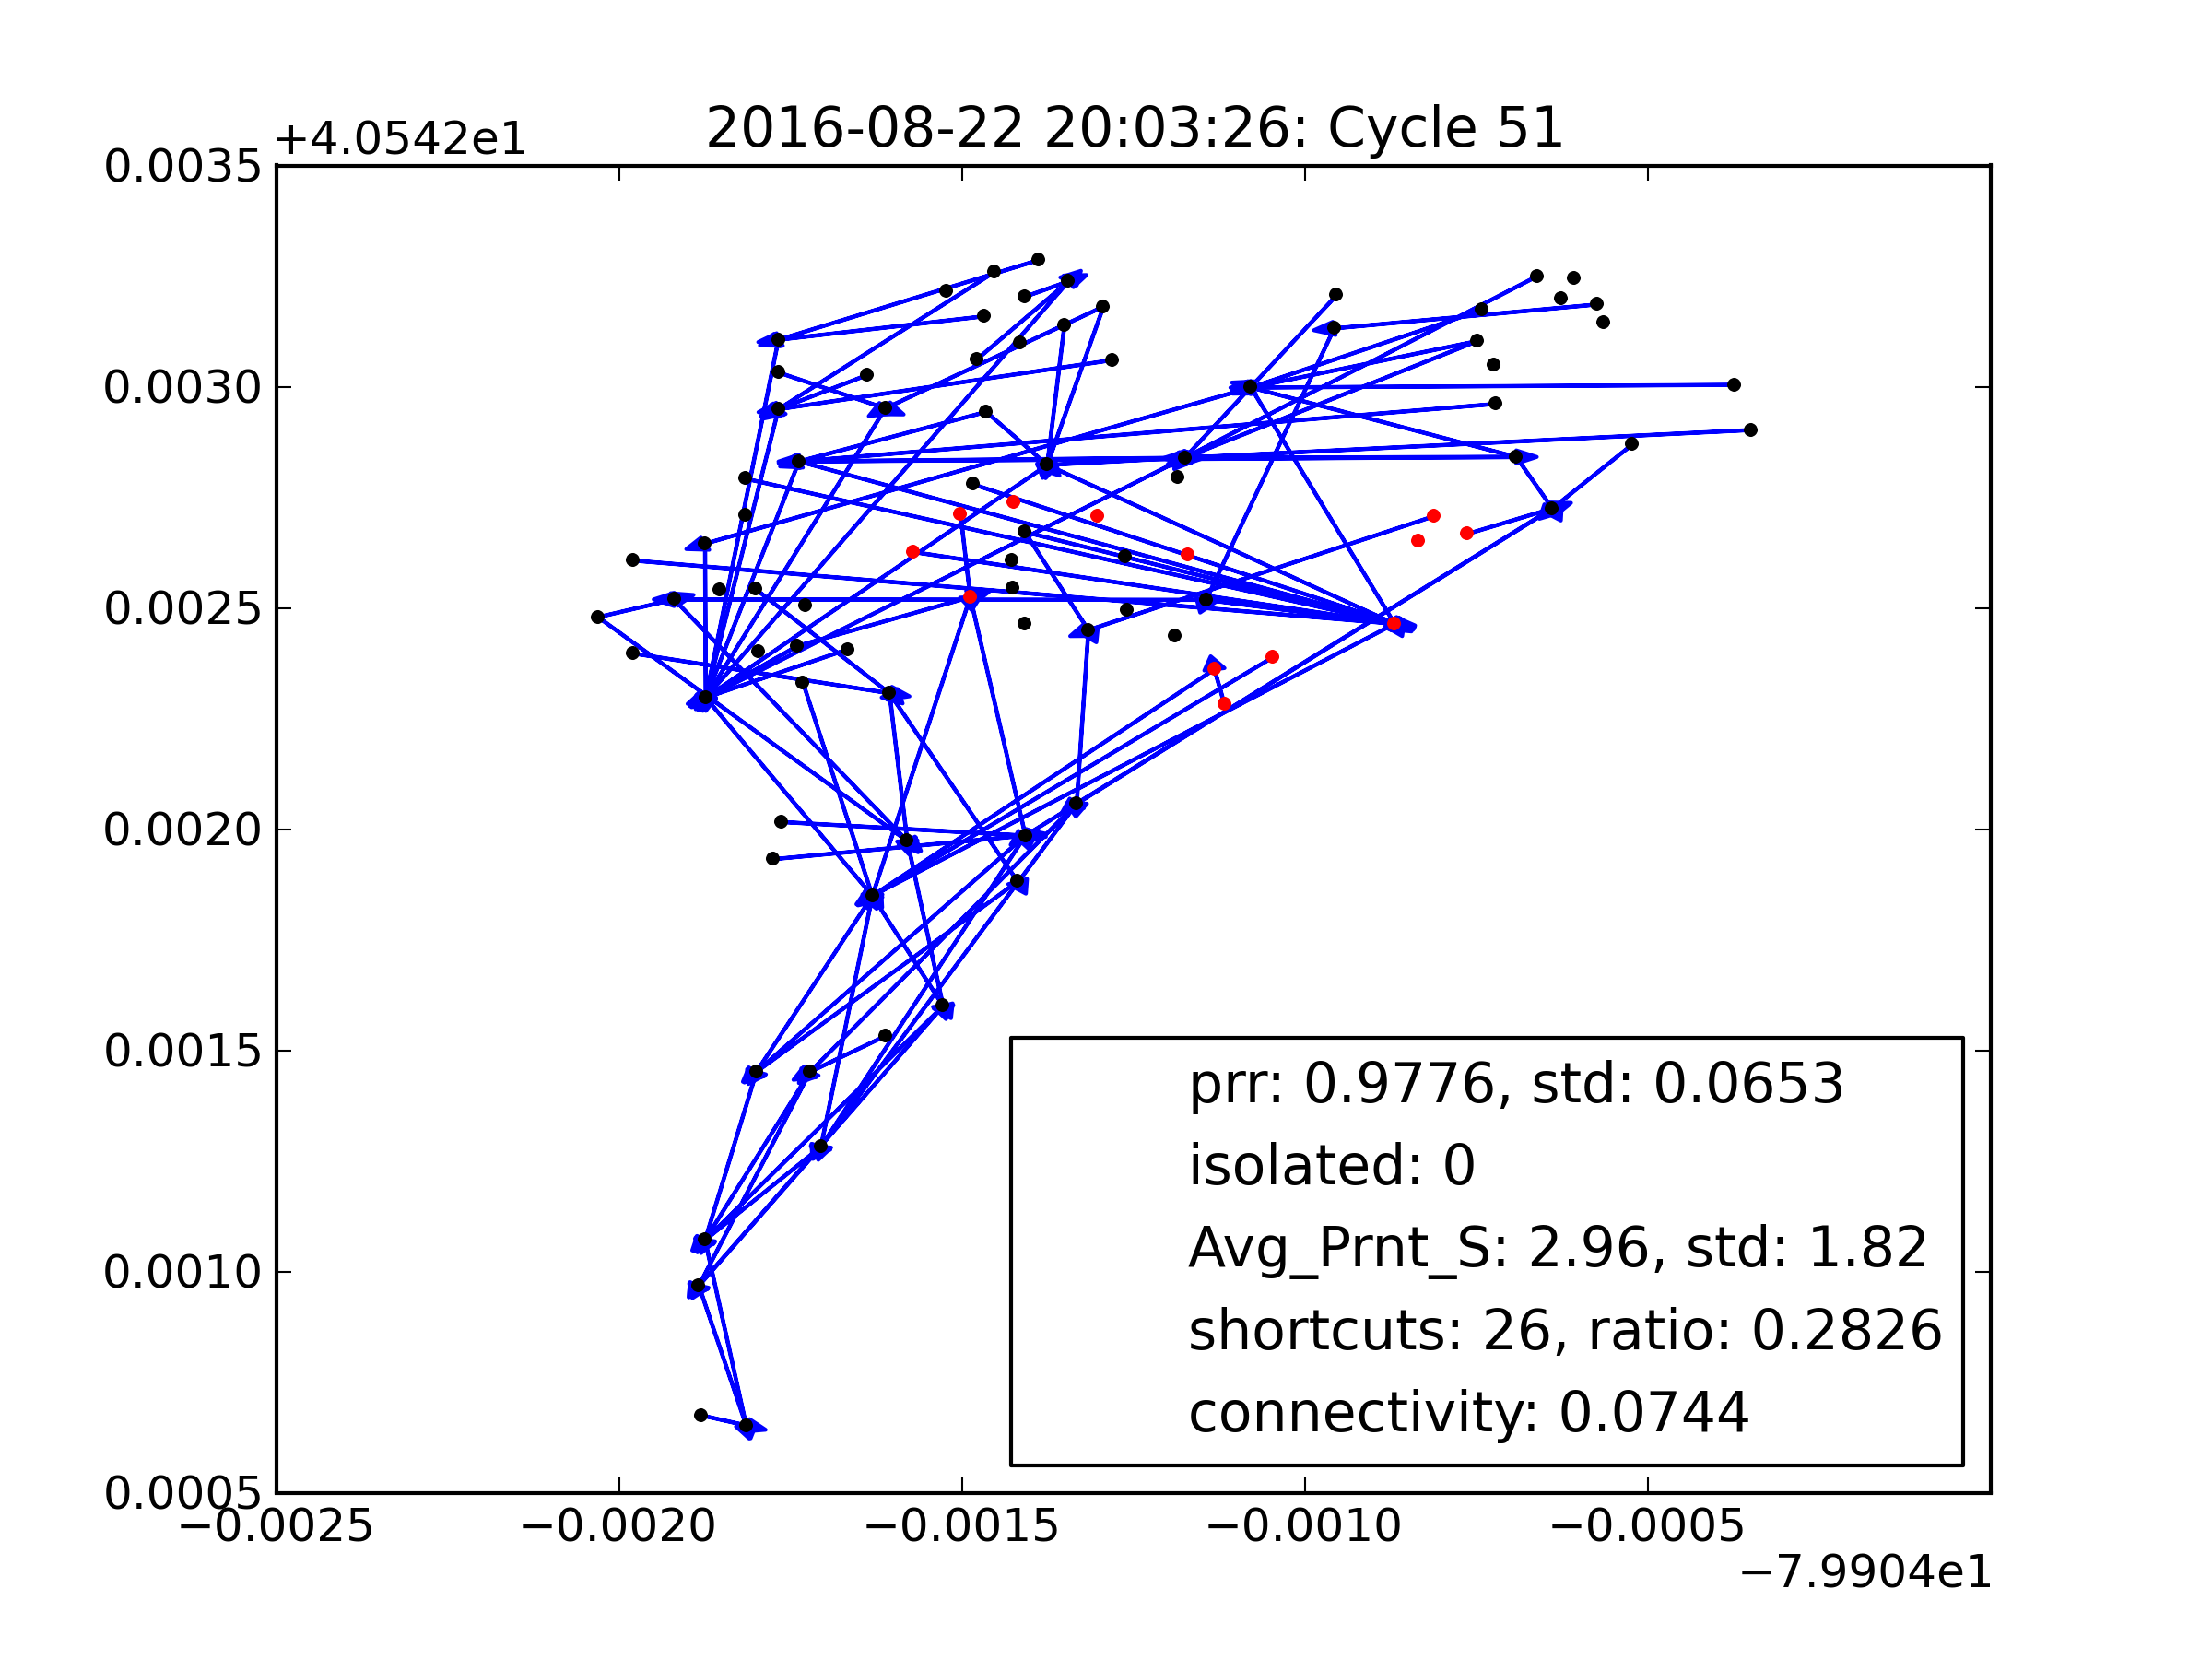 2016-08-22 20:03:26: Cycle 51
+4.0542e1
0.0035
0.0030
0.0025
0.0020
0.0015
0.0010
0.0005
prr: 0.9776, std: 0.0653
isolated: 0
Avg_Prnt_S: 2.96, std: 1.82
shortcuts: 26, ratio: 0.2826
connectivity: 0.0744
−0.0025 −0.0020 −0.0015 −0.0010 −0.0005
−7.9904e1